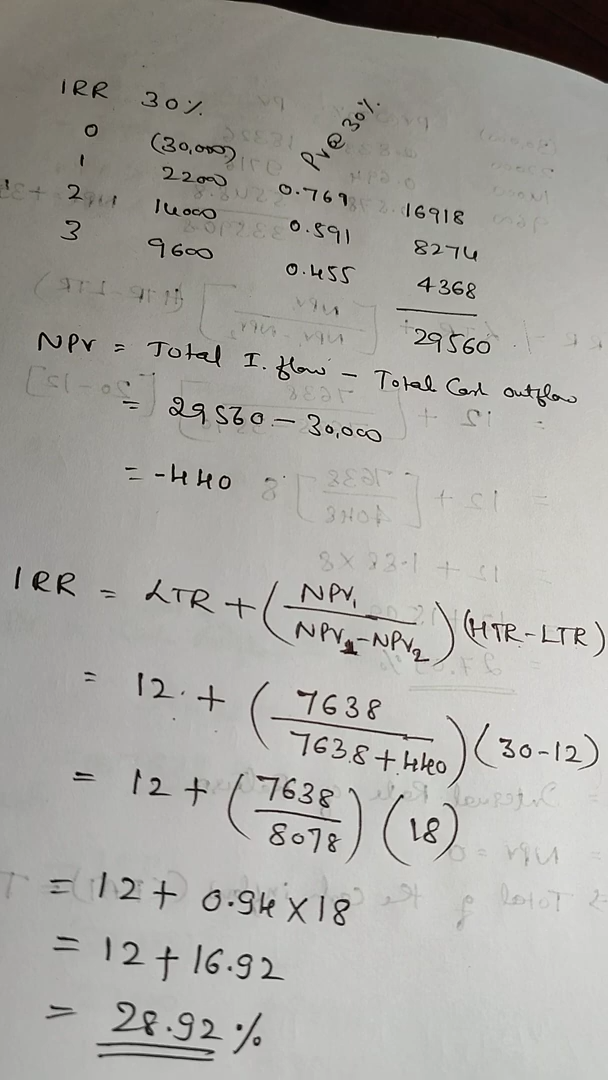 IRR 30%
PV@ 30%
0 (30,000)
1 22000 0.769 16918
2 14000 0.591 8274
3 9600 0.455 4368
29560
NPV = Total I. flow - Total Cash outflow
= 29560 - 30,000
= -440
IRR = LTR + (NPV1 / NPV1 - NPV2) (HTR - LTR)
= 12 + (7638 / 7638 + 440) (30-12)
= 12 + (7638 / 8078) (18)
= 12 + 0.94 × 18
= 12 + 16.92
= 28.92 %